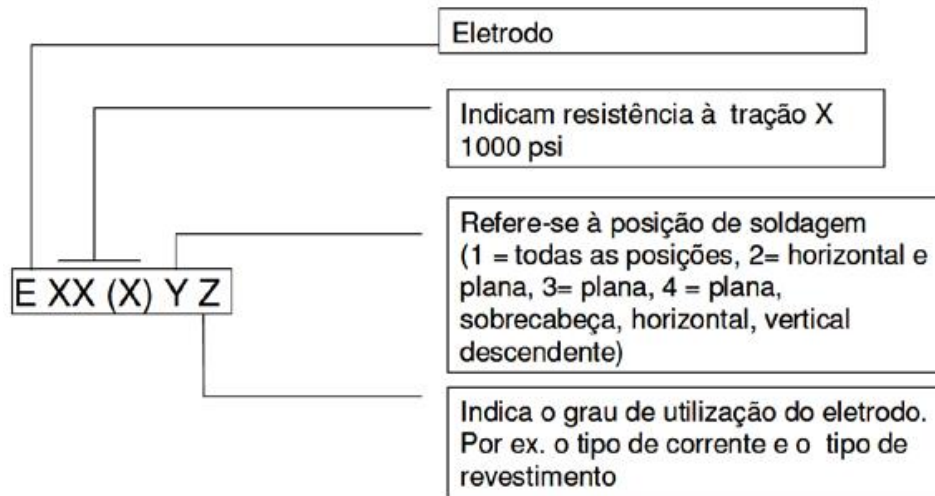 Eletrodo
Indicam resistência à tração X
1000 psi
Refere-se à posição de soldagem
(1 = todas as posições, 2= horizontal e
plana, 3= plana, 4 = plana,
sobrecabeça, horizontal, vertical
descendente)
E XX (X) Y Z
Indica o grau de utilização do eletrodo.
Por ex. o tipo de corrente e o tipo de
revestimento